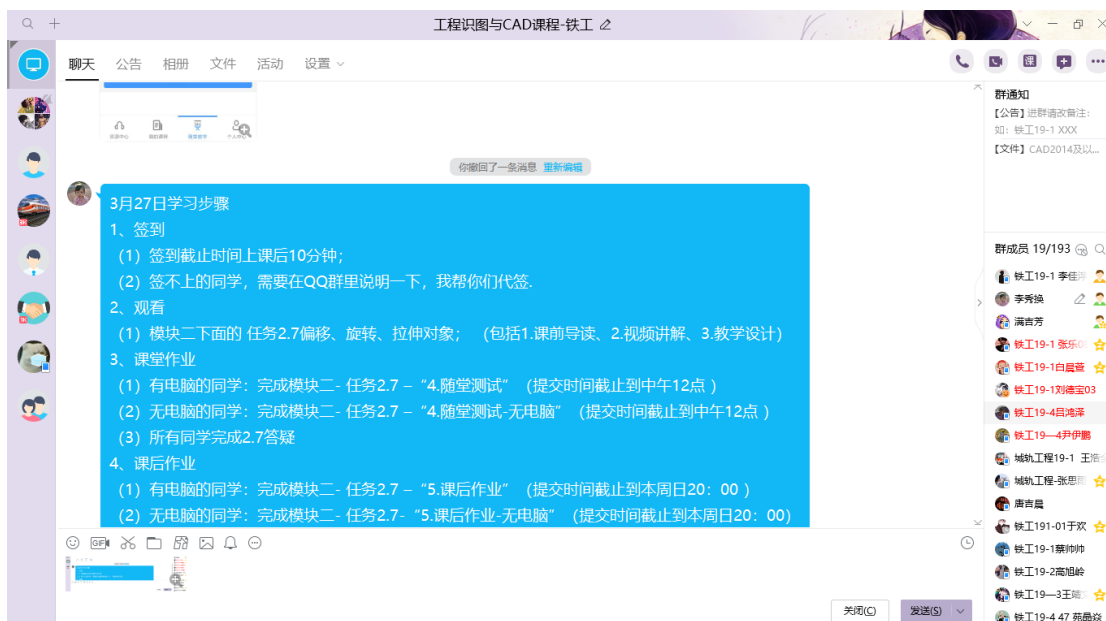 工程识图与CAD课程-铁工
聊天 公告 相册 文件 活动 设置
你撤回了一条消息 重新编辑
3月27日学习步骤
1、签到
（1）签到截止时间上课后10分钟；
（2）签不上的同学，需要在QQ群里说明一下，我帮你们代签.
2、观看
（1）模块二下面的 任务2.7偏移、旋转、拉伸对象； （包括1.课前导读、2.视频讲解、3.教学设计）
3、课堂作业
（1）有电脑的同学：完成模块二- 任务2.7 – “4.随堂测试” （提交时间截止到中午12点 ）
（2）无电脑的同学：完成模块二- 任务2.7 – “4.随堂测试-无电脑” （提交时间截止到中午12点 ）
（3）所有同学完成2.7答疑
4、课后作业
（1）有电脑的同学：完成模块二- 任务2.7 – “5.课后作业” （提交时间截止到本周日20：00 ）
（2）无电脑的同学：完成模块二- 任务2.7- “5.课后作业-无电脑” （提交时间截止到本周日20：00）
关闭(C) 发送(S)
课
群通知
【公告】进群请改备注：
如：铁工19-1 XXX
【文件】CAD2014及以...
群成员 19/193
铁工19-1 李佳
李秀换
满吉芳
铁工19-1 张乐
铁工19-1白晨萱
铁工19-1刘德宝03
铁工19-4吕鸿泽
铁工19—4尹伊鹏
城轨工程19-1 王浩
城轨工程-张思
唐吉晨
铁工191-01于欢
铁工19-1蔡帅帅
铁工19-2高旭岭
铁工19—3王
铁工19-4 47 苑晶焱
GIF